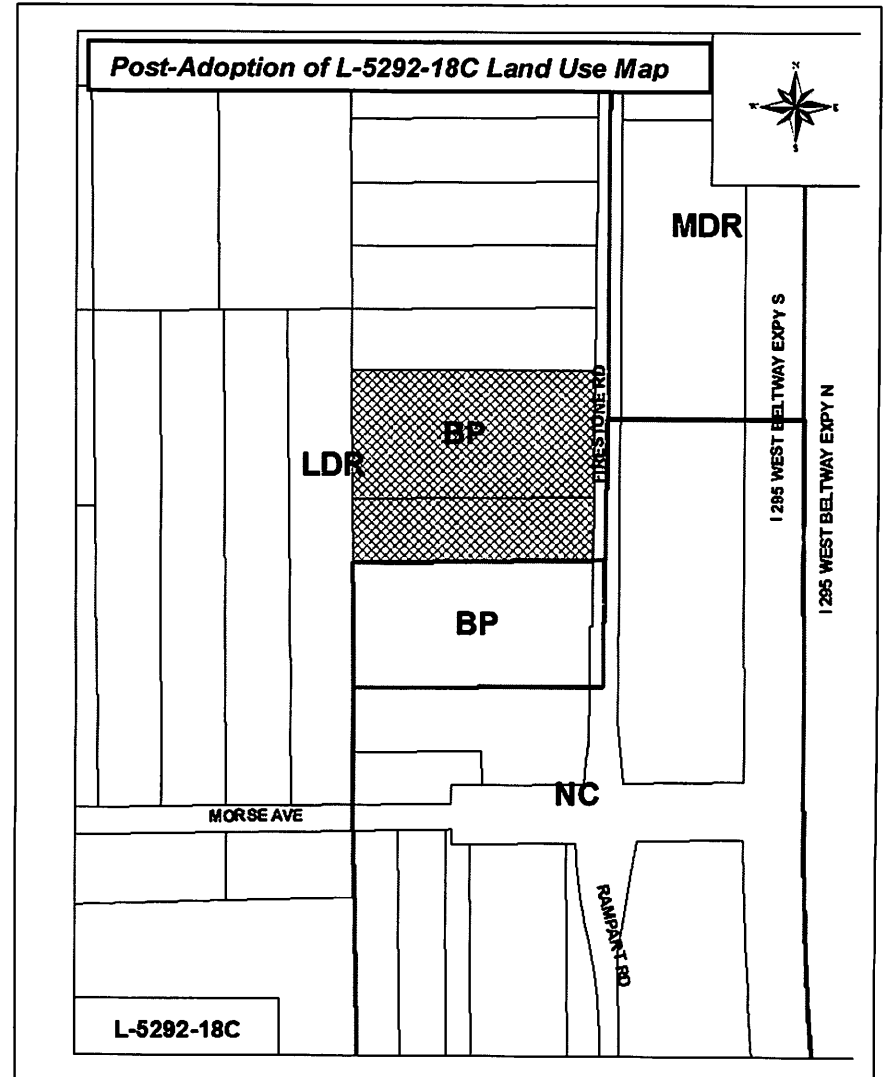 Post-Adoption of L-5292-18C Land Use Map
N
W
E
S
MDR
I 295 WEST BELTWAY EXPY S
I 295 WEST BELTWAY EXPY N
FIRESTONE RD
BP
LDR
BP
NC
MORSE AVE
RAMPART RD
L-5292-18C